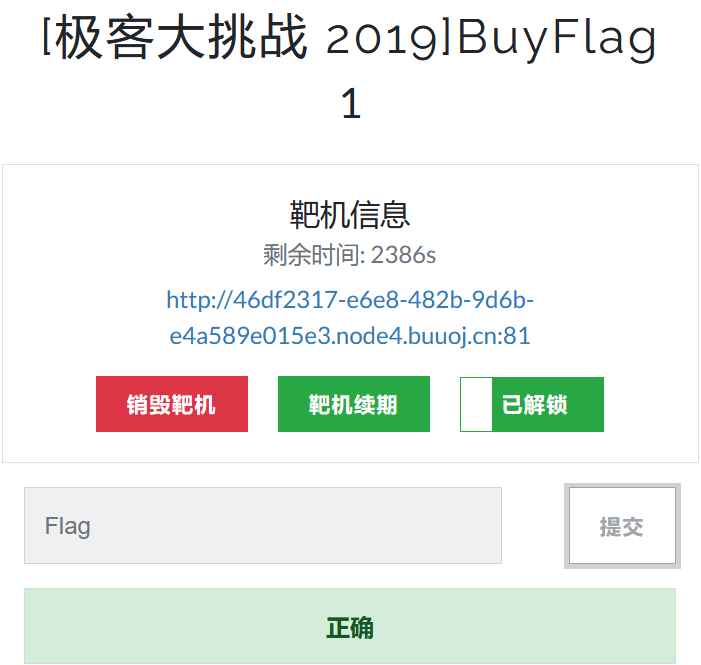 [极客大挑战 2019]BuyFlag
1
靶机信息
剩余时间: 2386s
http://46df2317-e6e8-482b-9d6b-
e4a589e015e3.node4.buuoj.cn:81
销毁靶机 靶机续期 已解锁
Flag 提交
正确